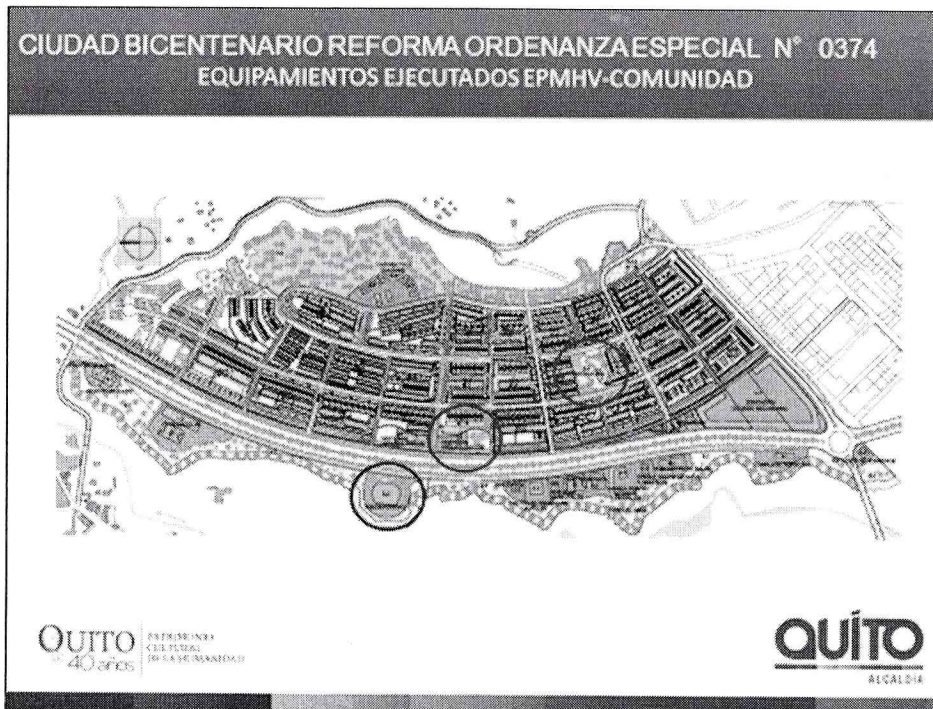 CIUDAD BICENTENARIO REFORMA ORDENANZA ESPECIAL N° 0374
EQUIPAMIENTOS EJECUTADOS EPMHV-COMUNIDAD
QUITO
40 años
PATRIMONIO
CULTURAL
DE LA HUMANIDAD
QUITO
ALCALDÍA